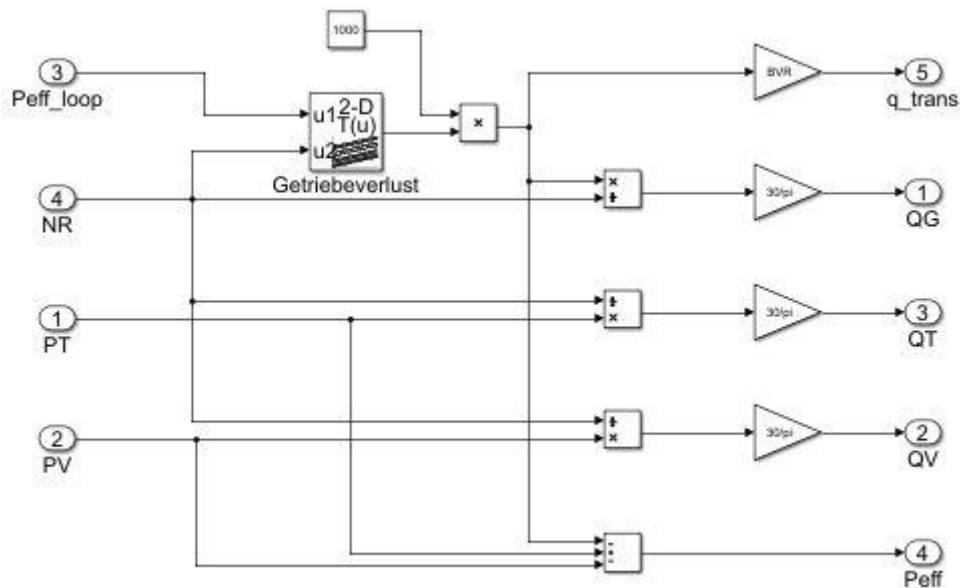 1000
3
Peff_loop
2-D
u1
T(u)
u2
Getriebeverlust
×
BVR
5
q_trans
4
NR
×
÷
30/pi
1
QG
1
PT
÷
×
30/pi
3
QT
2
PV
÷
×
30/pi
2
QV
-
+
-
4
Peff